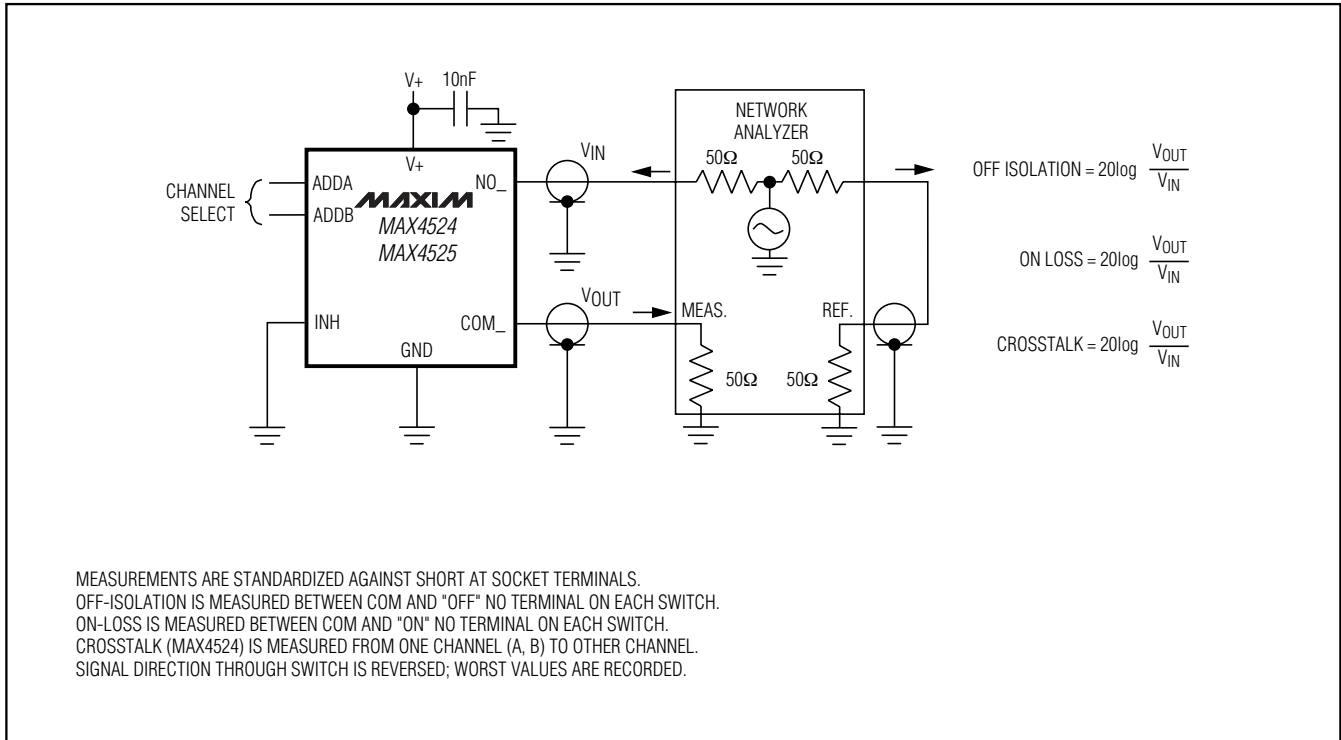 V+ 10nF
V+
CHANNEL
SELECT
ADDA
ADDB
INH
GND
NO_
COM_
MAXIM
MAX4524
MAX4525
VIN
VOUT
NETWORK
ANALYZER
50Ω 50Ω
MEAS. REF.
50Ω 50Ω
OFF ISOLATION = 20log VOUT
VIN
ON LOSS = 20log VOUT
VIN
CROSSTALK = 20log VOUT
VIN
MEASUREMENTS ARE STANDARDIZED AGAINST SHORT AT SOCKET TERMINALS.
OFF-ISOLATION IS MEASURED BETWEEN COM AND "OFF" NO TERMINAL ON EACH SWITCH.
ON-LOSS IS MEASURED BETWEEN COM AND "ON" NO TERMINAL ON EACH SWITCH.
CROSSTALK (MAX4524) IS MEASURED FROM ONE CHANNEL (A, B) TO OTHER CHANNEL.
SIGNAL DIRECTION THROUGH SWITCH IS REVERSED; WORST VALUES ARE RECORDED.